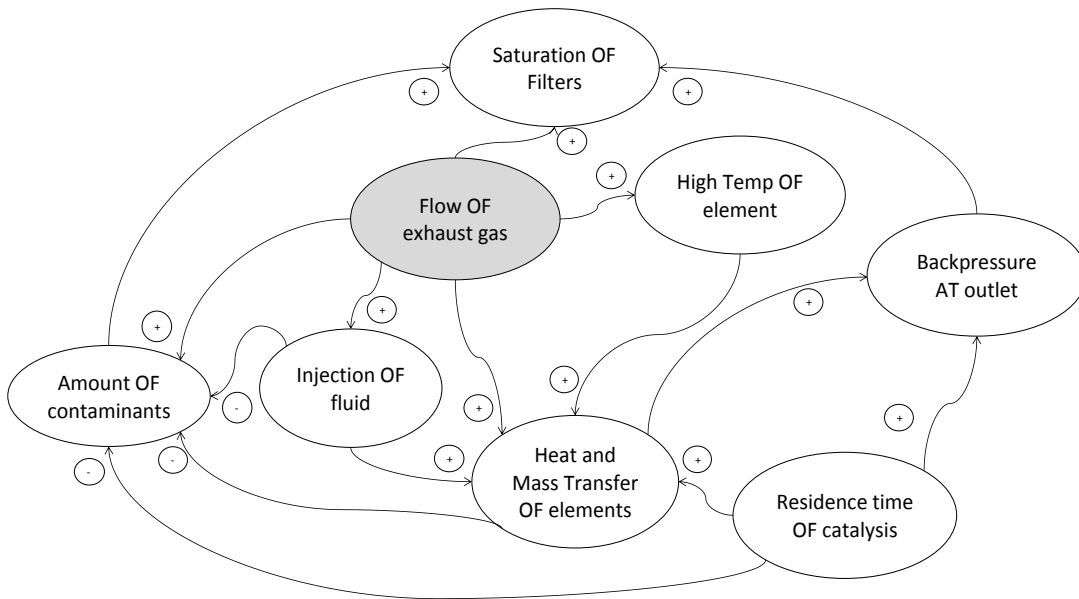 Saturation OF
Filters
+
+
+
High Temp OF
element
+
Flow OF
exhaust gas
Backpressure
AT outlet
+
+
+
Amount OF
contaminants
Injection OF
fluid
+
-
+
+
-
-
+
+
Heat and
Mass Transfer
OF elements
Residence time
OF catalysis